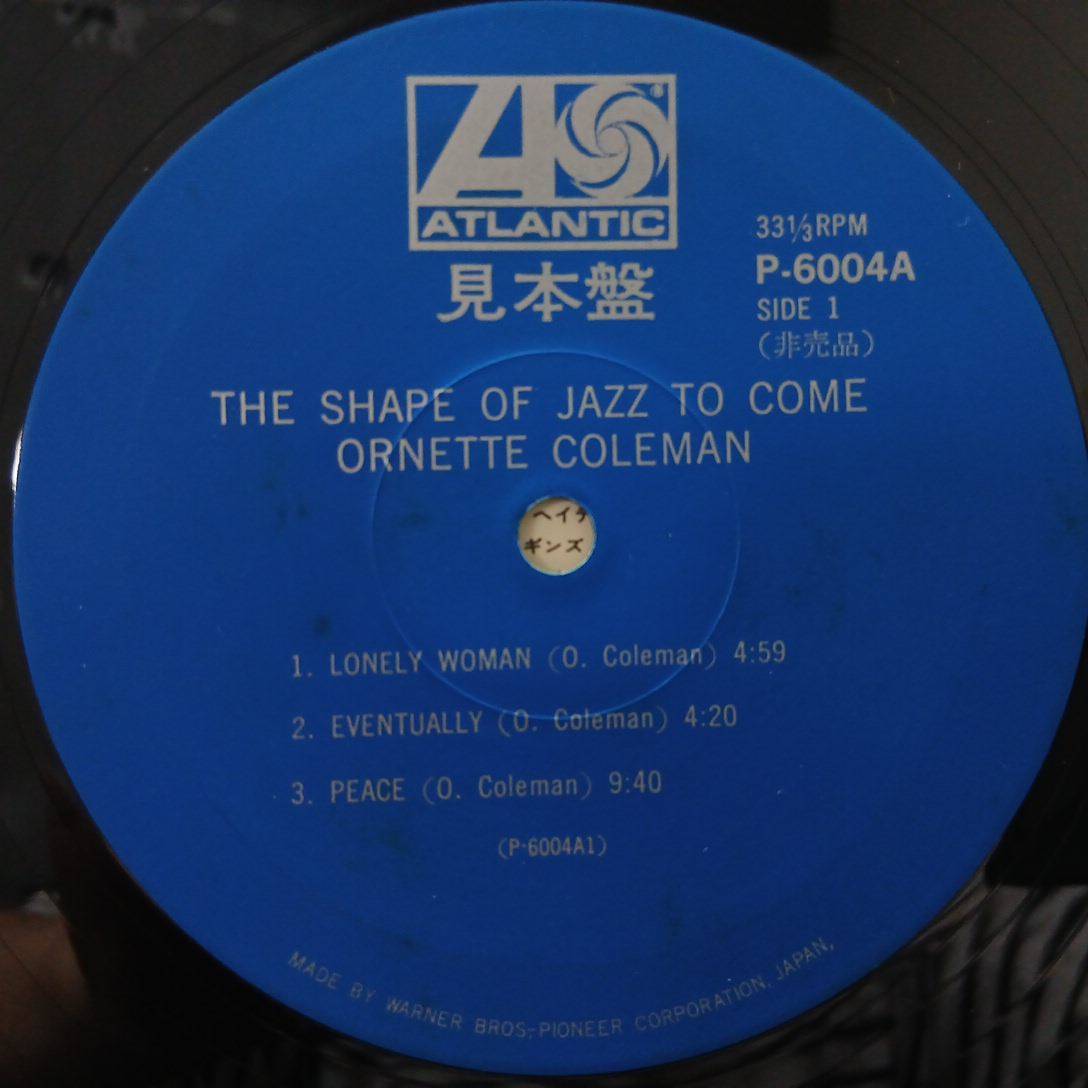 ATLANTIC
見本盤
33⅓RPM
P-6004A
SIDE 1
(非売品)
THE SHAPE OF JAZZ TO COME
ORNETTE COLEMAN
ヘイデ
ギンズ
1. LONELY WOMAN (O. Coleman) 4:59
2. EVENTUALLY (O. Coleman) 4:20
3. PEACE (O. Coleman) 9:40
(P-6004A1)
MADE BY WARNER BROS,-PIONEER CORPORATION, JAPAN,